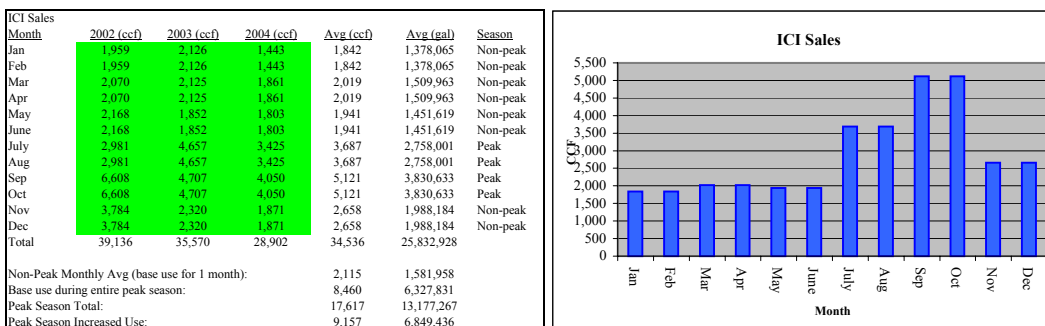 ICI Sales
Month 2002 (ccf) 2003 (ccf) 2004 (ccf) Avg (ccf) Avg (gal) Season
Jan 1,959 2,126 1,443 1,842 1,378,065 Non-peak
Feb 1,959 2,126 1,443 1,842 1,378,065 Non-peak
Mar 2,070 2,125 1,861 2,019 1,509,963 Non-peak
Apr 2,070 2,125 1,861 2,019 1,509,963 Non-peak
May 2,168 1,852 1,803 1,941 1,451,619 Non-peak
June 2,168 1,852 1,803 1,941 1,451,619 Non-peak
July 2,981 4,657 3,425 3,687 2,758,001 Peak
Aug 2,981 4,657 3,425 3,687 2,758,001 Peak
Sep 6,608 4,707 4,050 5,121 3,830,633 Peak
Oct 6,608 4,707 4,050 5,121 3,830,633 Peak
Nov 3,784 2,320 1,871 2,658 1,988,184 Non-peak
Dec 3,784 2,320 1,871 2,658 1,988,184 Non-peak
Total 39,136 35,570 28,902 34,536 25,832,928
Non-Peak Monthly Avg (base use for 1 month): 2,115 1,581,958
Base use during entire peak season: 8,460 6,327,831
Peak Season Total: 17,617 13,177,267
Peak Season Increased Use: 9,157 6,849,436
ICI Sales
5,500
5,000
4,500
4,000
3,500
3,000
2,500
2,000
1,500
1,000
500
0
CCF
Jan Feb Mar Apr May June July Aug Sep Oct Nov Dec
Month